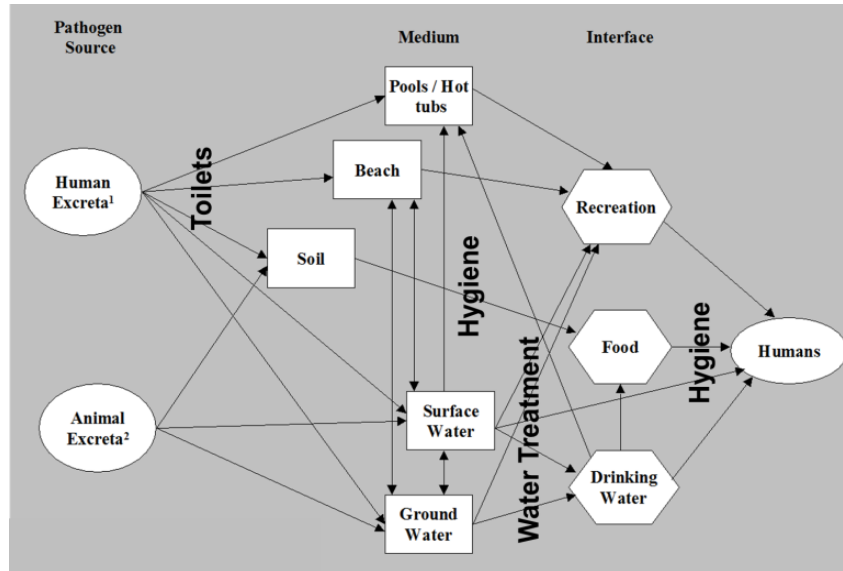 Pathogen
Source
Medium
Interface
Pools / Hot
tubs
Beach
Soil
Human
Excreta¹
Toilets
Hygiene
Recreation
Food
Hygiene
Humans
Animal
Excreta²
Surface
Water
Water Treatment
Drinking
Water
Ground
Water